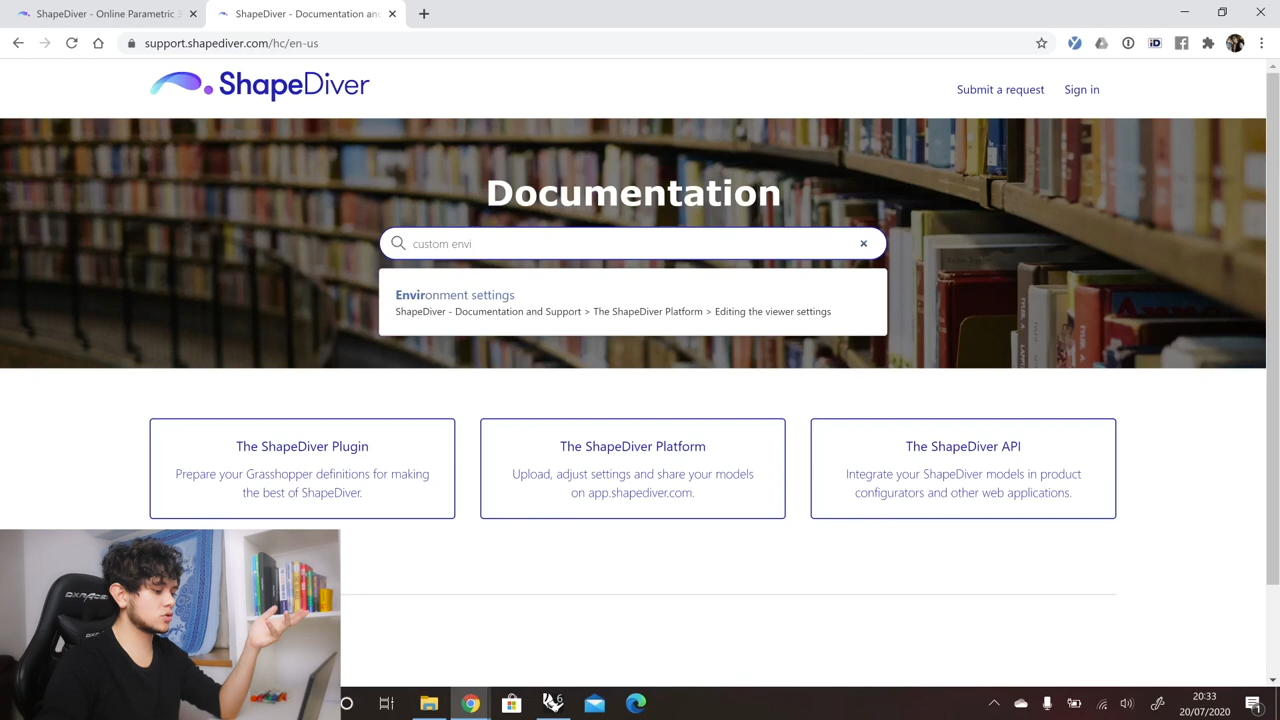 ShapeDiver - Online Parametric
ShapeDiver - Documentation an
support.shapediver.com/hc/en-us
ShapeDiver
Submit a request
Sign in
Documentation
custom envi
Environment settings
ShapeDiver - Documentation and Support > The ShapeDiver Platform > Editing the viewer settings
The ShapeDiver Plugin
Prepare your Grasshopper definitions for making
the best of ShapeDiver.
The ShapeDiver Platform
Upload, adjust settings and share your models
on app.shapediver.com.
The ShapeDiver API
Integrate your ShapeDiver models in product
configurators and other web applications.
DXRACER
6
20:33
20/07/2020
1